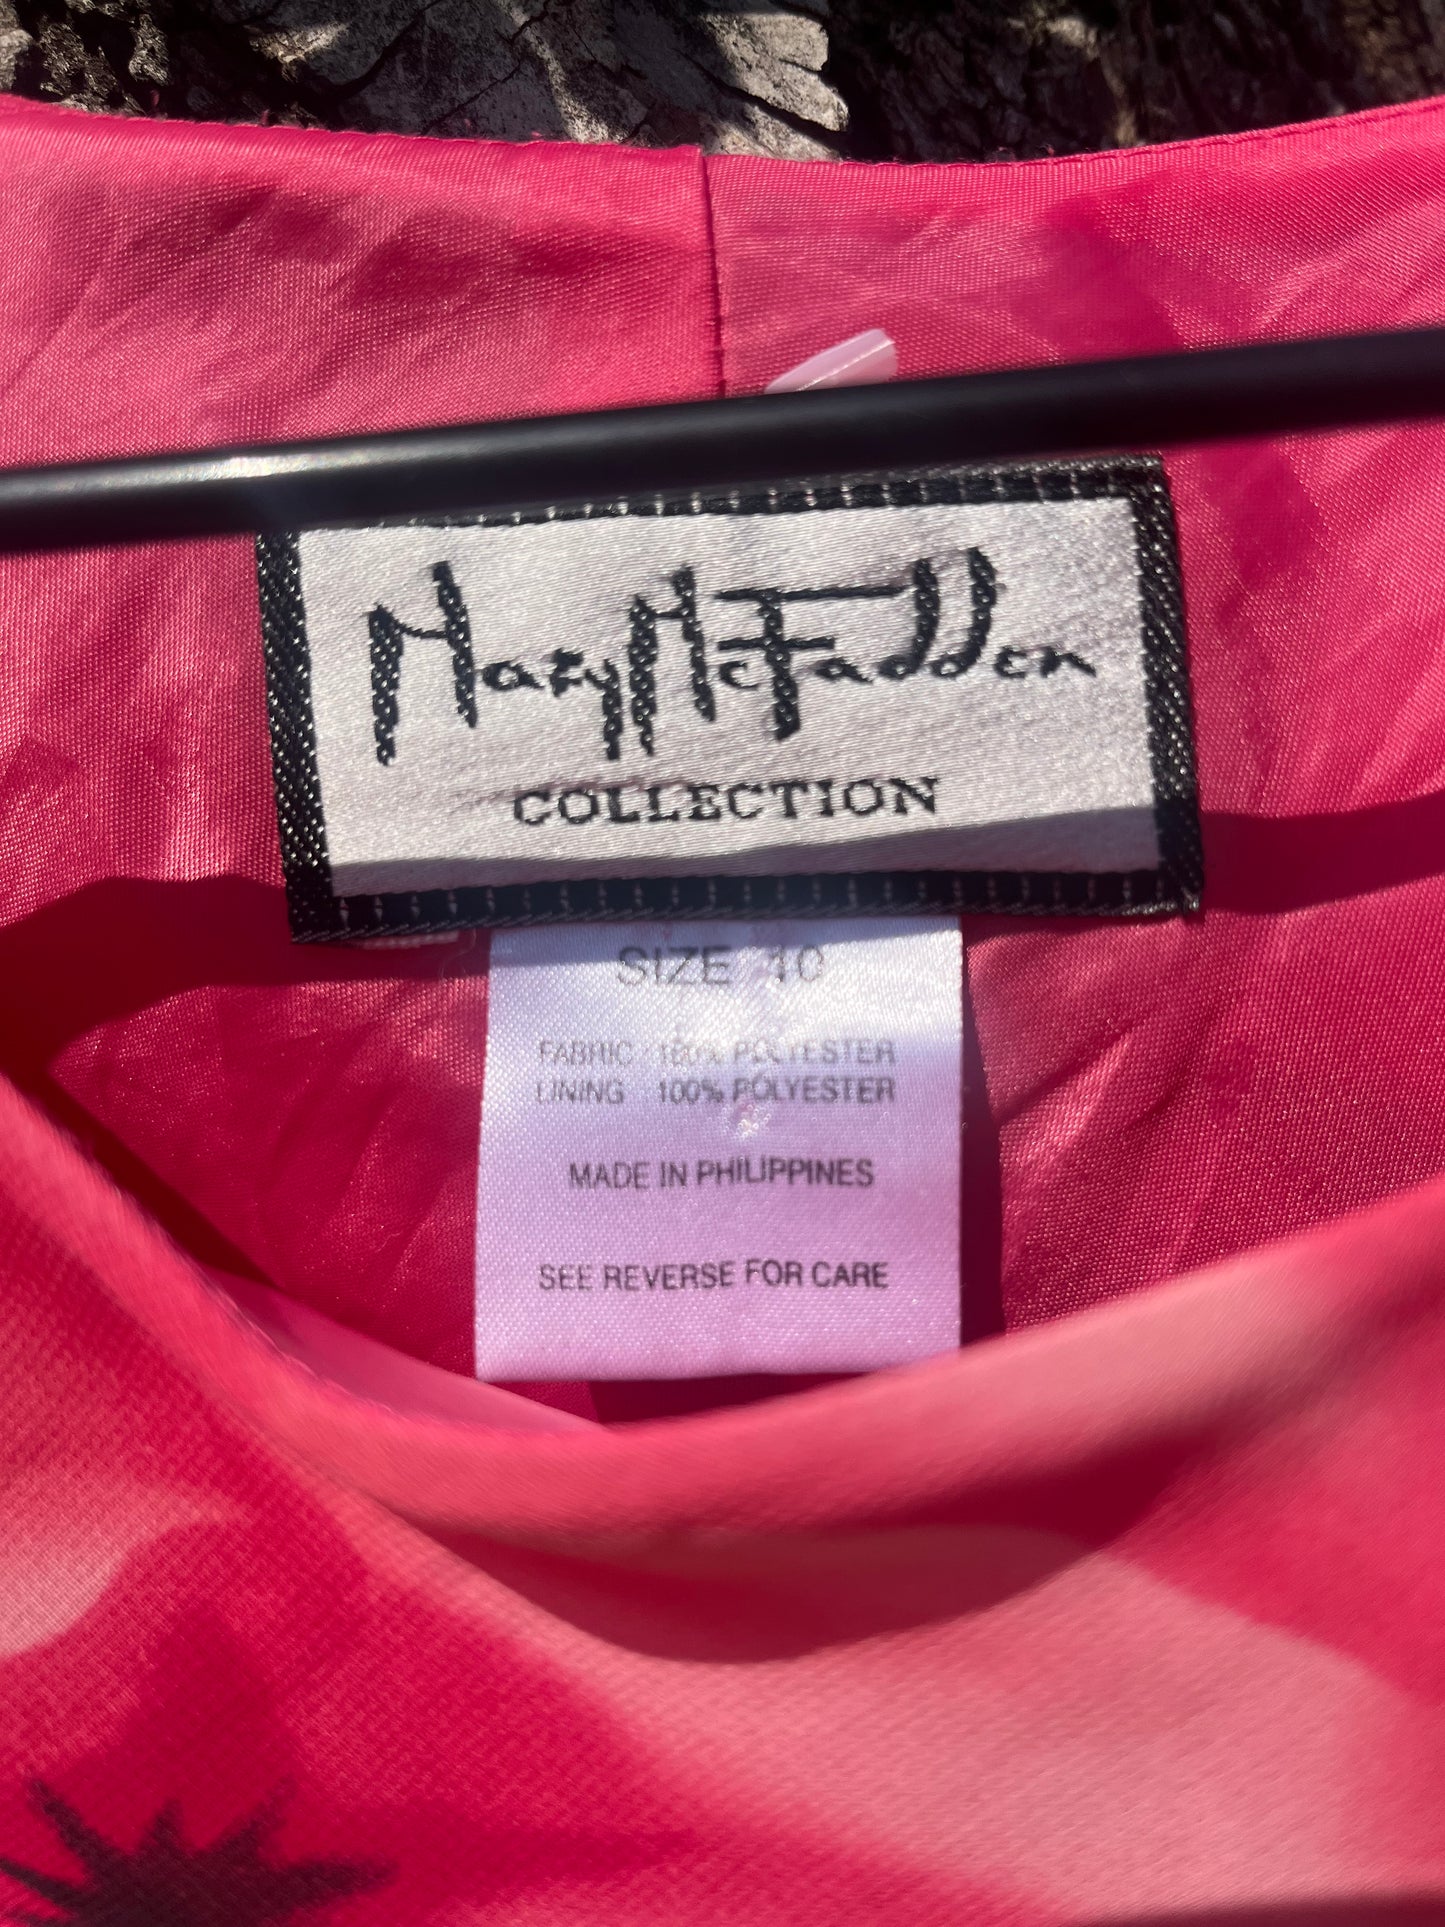 Mary McFadden
COLLECTION
SIZE 10
FABRIC 100% POLYESTER
LINING 100% POLYESTER
MADE IN PHILIPPINES
SEE REVERSE FOR CARE